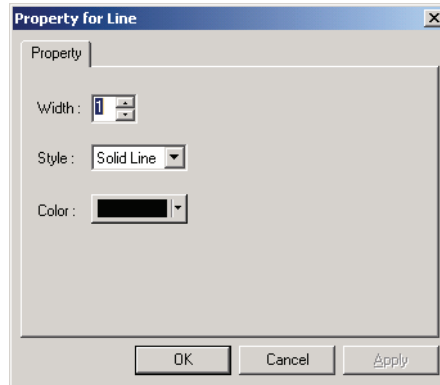 Property for Line
Property
Width : 1
Style : Solid Line
Color :
OK Cancel Apply